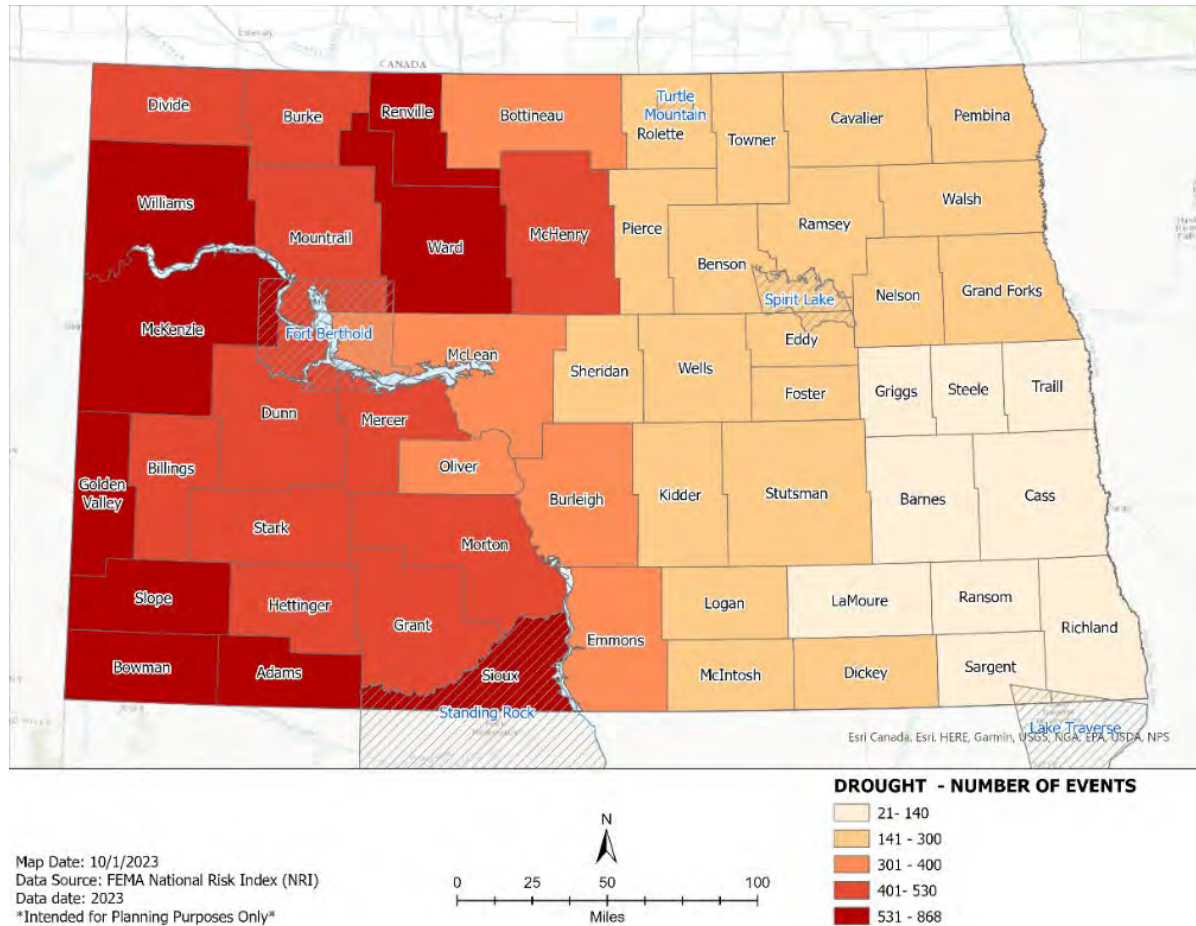 CANADA
Divide
Burke
Renville
Bottineau
Turtle
Mountain
Rolette
Towner
Cavalier
Pembina
Williams
Mountrail
Ward
McHenry
Pierce
Benson
Ramsey
Walsh
Spirit Lake
Nelson
Grand Forks
McKenzie
Fort Berthold
McLean
Sheridan
Wells
Eddy
Foster
Griggs
Steele
Traill
Dunn
Mercer
Billings
Golden
Valley
Oliver
Burleigh
Kidder
Stutsman
Barnes
Cass
Stark
Morton
Slope
Hettinger
Grant
Emmons
Logan
LaMoure
Ransom
Richland
Bowman
Adams
Sioux
McIntosh
Dickey
Sargent
Standing Rock
Lake Traverse
Esri Canada, Esri, HERE, Garmin, USGS, NGA, EPA, USDA, NPS
DROUGHT - NUMBER OF EVENTS
21- 140
141 - 300
301 - 400
401- 530
531 - 868
N
0 25 50 100
Miles
Map Date: 10/1/2023
Data Source: FEMA National Risk Index (NRI)
Data date: 2023
*Intended for Planning Purposes Only*